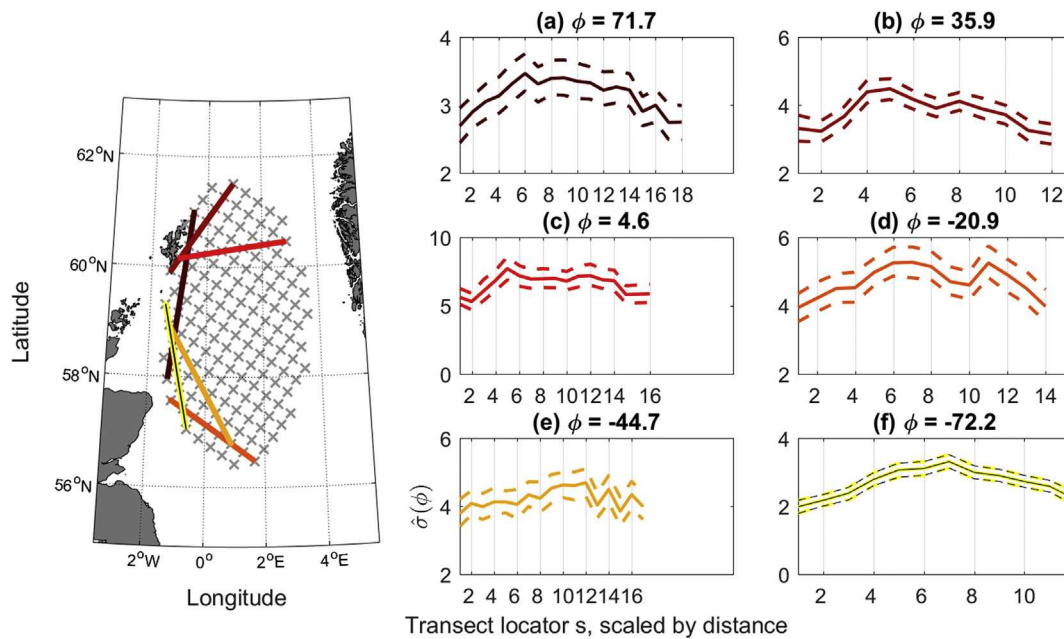 62°N
60°N
58°N
56°N
2°W
0°
2°E
4°E
Latitude
Longitude
(a) ϕ = 71.7
4
3
2
2 4 6 8 10 12 14 16 18
(b) ϕ = 35.9
6
4
2
2 4 6 8 10 12
(c) ϕ = 4.6
10
5
0
2 4 6 8 10 12 14 16
(d) ϕ = -20.9
6
4
2
2 4 6 8 10 12 14
(e) ϕ = -44.7
6
4
2
2 4 6 8 10 12 14 16
(f) ϕ = -72.2
4
2
0
2 4 6 8 10
σ̂(ϕ)
Transect locator s, scaled by distance